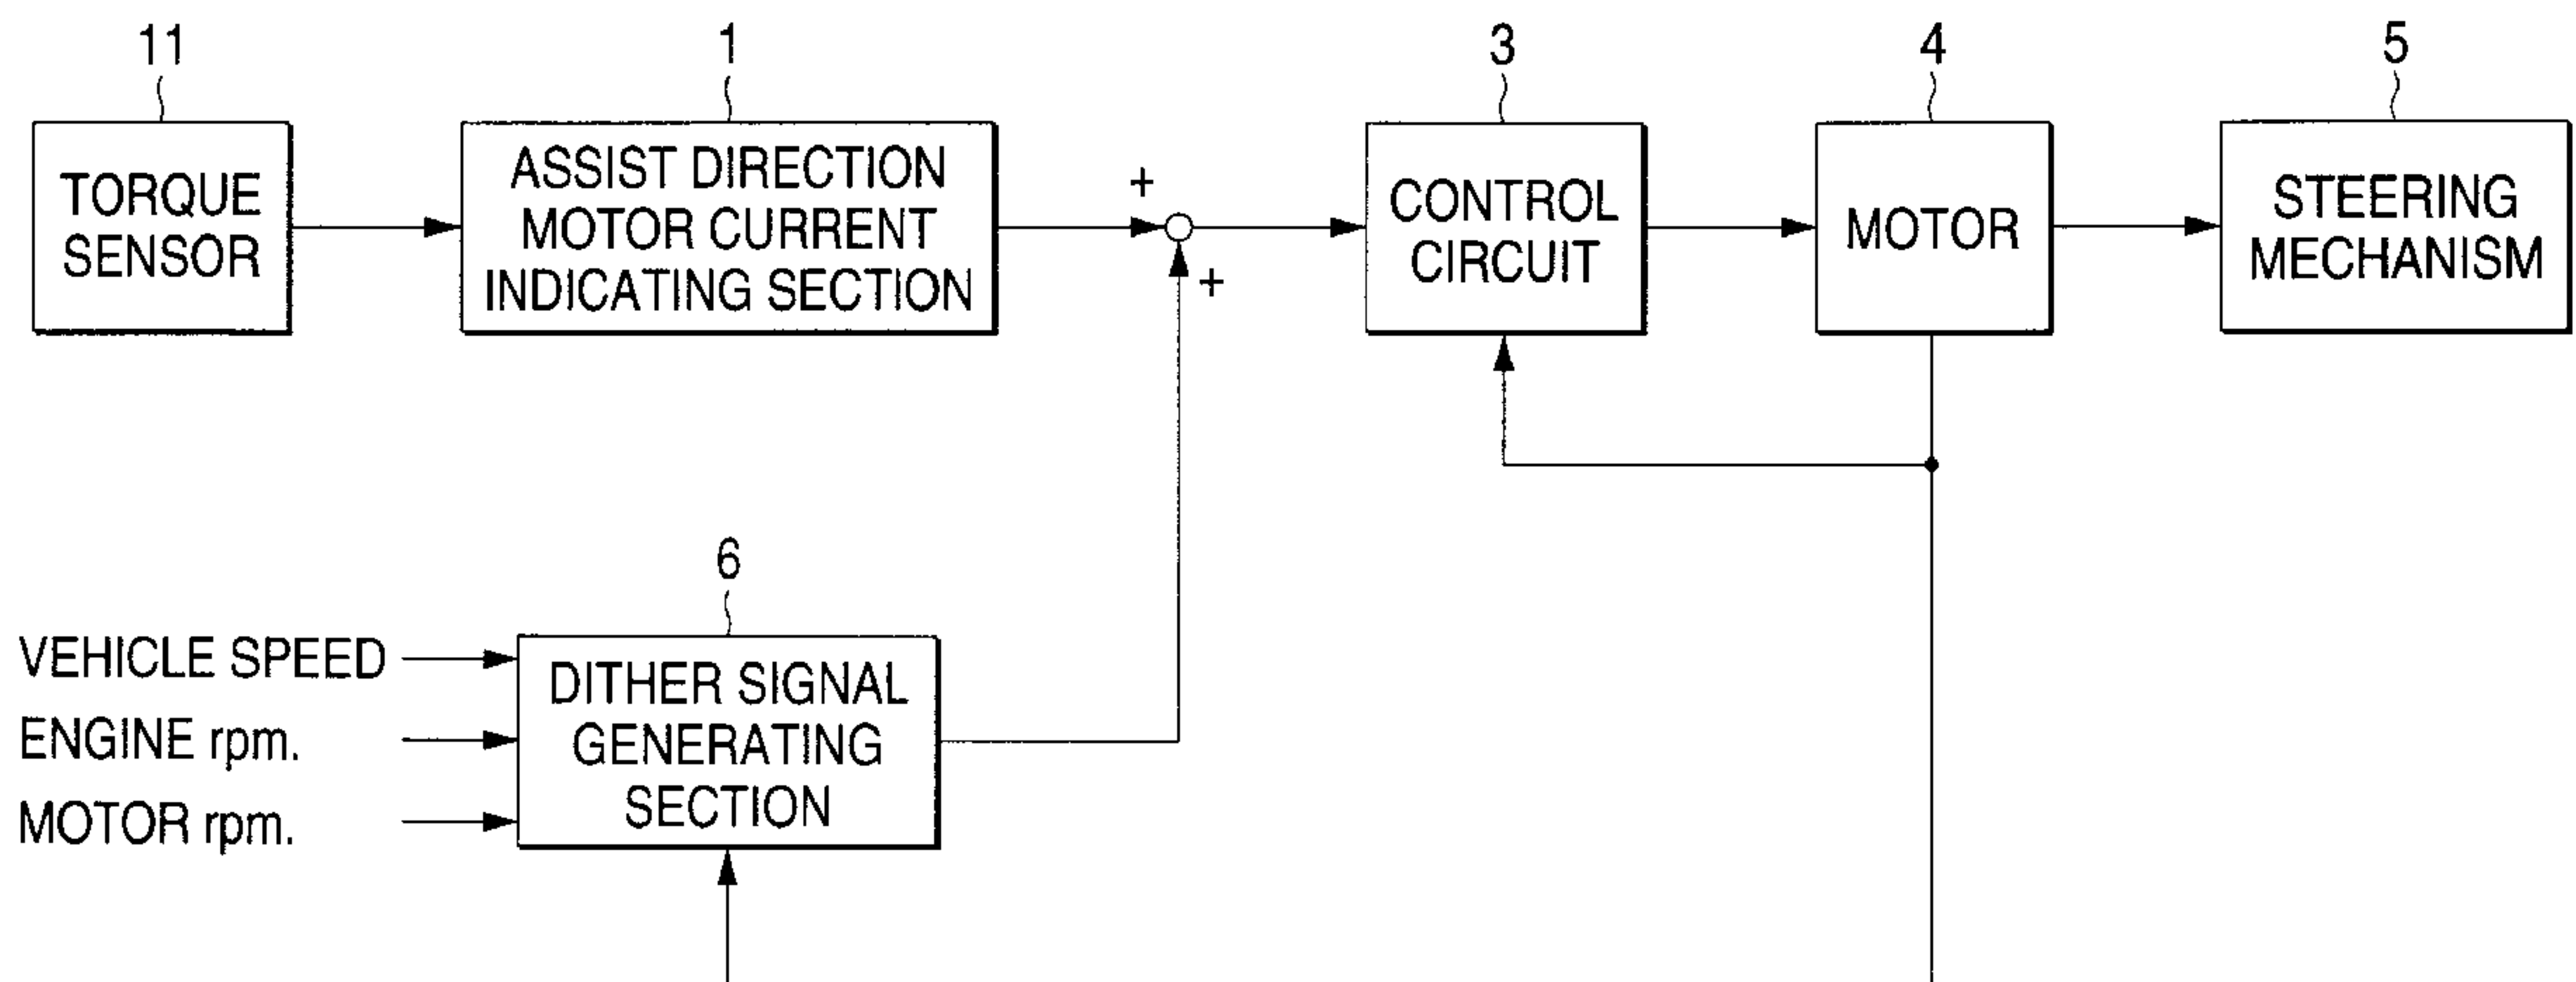 11
1
3
4
5
TORQUE
SENSOR
ASSIST DIRECTION
MOTOR CURRENT
INDICATING SECTION
+
+
CONTROL
CIRCUIT
MOTOR
STEERING
MECHANISM
6
VEHICLE SPEED
ENGINE rpm.
MOTOR rpm.
DITHER SIGNAL
GENERATING
SECTION